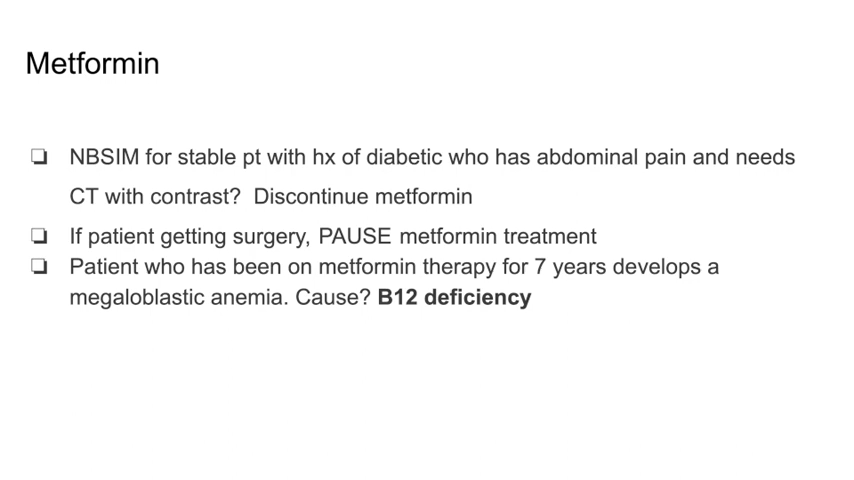 Metformin
❏ NBSIM for stable pt with hx of diabetic who has abdominal pain and needs
CT with contrast?  Discontinue metformin
❏ If patient getting surgery, PAUSE metformin treatment
❏ Patient who has been on metformin therapy for 7 years develops a
megaloblastic anemia. Cause? B12 deficiency